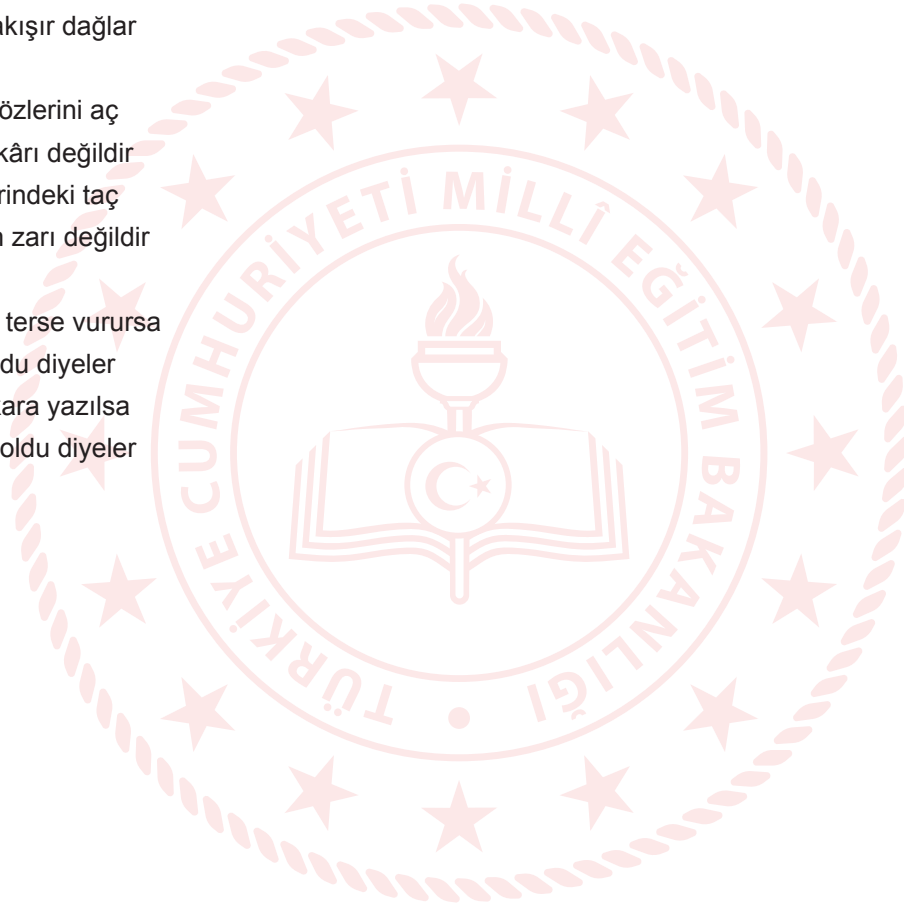 akışır dağlar
özlerini aç
kârı değildir
rindeki taç
zarı değildir
terse vurursa
du diyeler
kara yazılsa
oldu diyeler
TÜRKİYE CUMHURİYETİ MİLLÎ EĞİTİM BAKANLIĞI